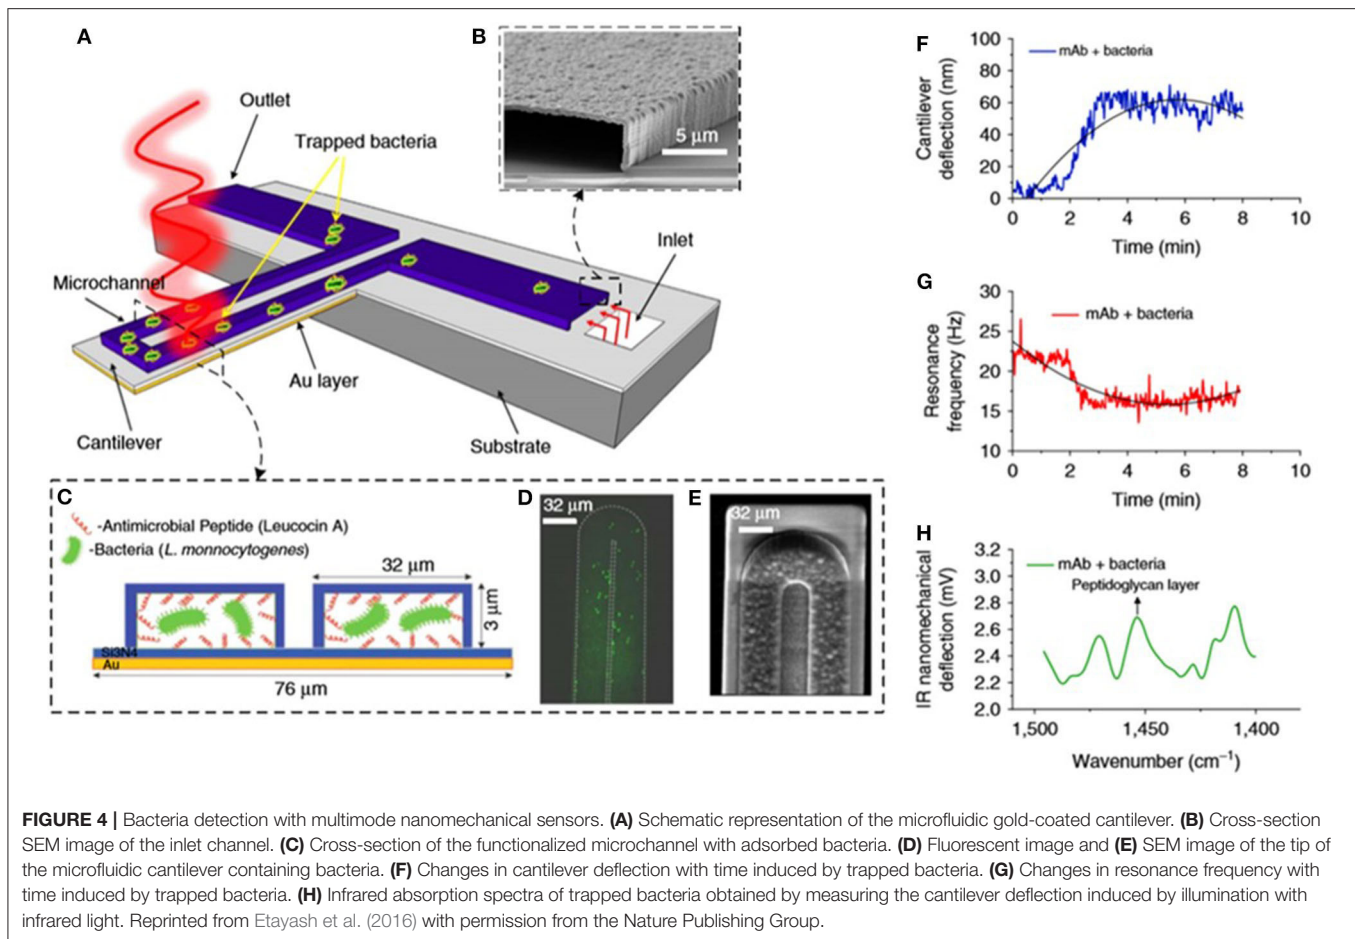 A
Outlet
Trapped bacteria
Microchannel
Inlet
Au layer
Cantilever
Substrate
B
5 μm
C
-Antimicrobial Peptide (Leucocin A)
-Bacteria (L. monnocytogenes)
32 μm
3 μm
Si3N4
Au
76 μm
D
32 μm
E
32 μm
F
mAb + bacteria
Cantilever
deflection (nm)
100
80
60
40
20
0
0 2 4 6 8 10
Time (min)
G
mAb + bacteria
Resonance
frequency (Hz)
30
25
20
15
10
0 2 4 6 8 10
Time (min)
H
mAb + bacteria
Peptidoglycan layer
IR nanomechanical
deflection (mV)
3.2
3.0
2.8
2.6
2.4
2.2
2.0
1,500 1,450 1,400
Wavenumber (cm⁻¹)
FIGURE 4 | Bacteria detection with multimode nanomechanical sensors. (A) Schematic representation of the microfluidic gold-coated cantilever. (B) Cross-section
SEM image of the inlet channel. (C) Cross-section of the functionalized microchannel with adsorbed bacteria. (D) Fluorescent image and (E) SEM image of the tip of
the microfluidic cantilever containing bacteria. (F) Changes in cantilever deflection with time induced by trapped bacteria. (G) Changes in resonance frequency with
time induced by trapped bacteria. (H) Infrared absorption spectra of trapped bacteria obtained by measuring the cantilever deflection induced by illumination with
infrared light. Reprinted from Etayash et al. (2016) with permission from the Nature Publishing Group.